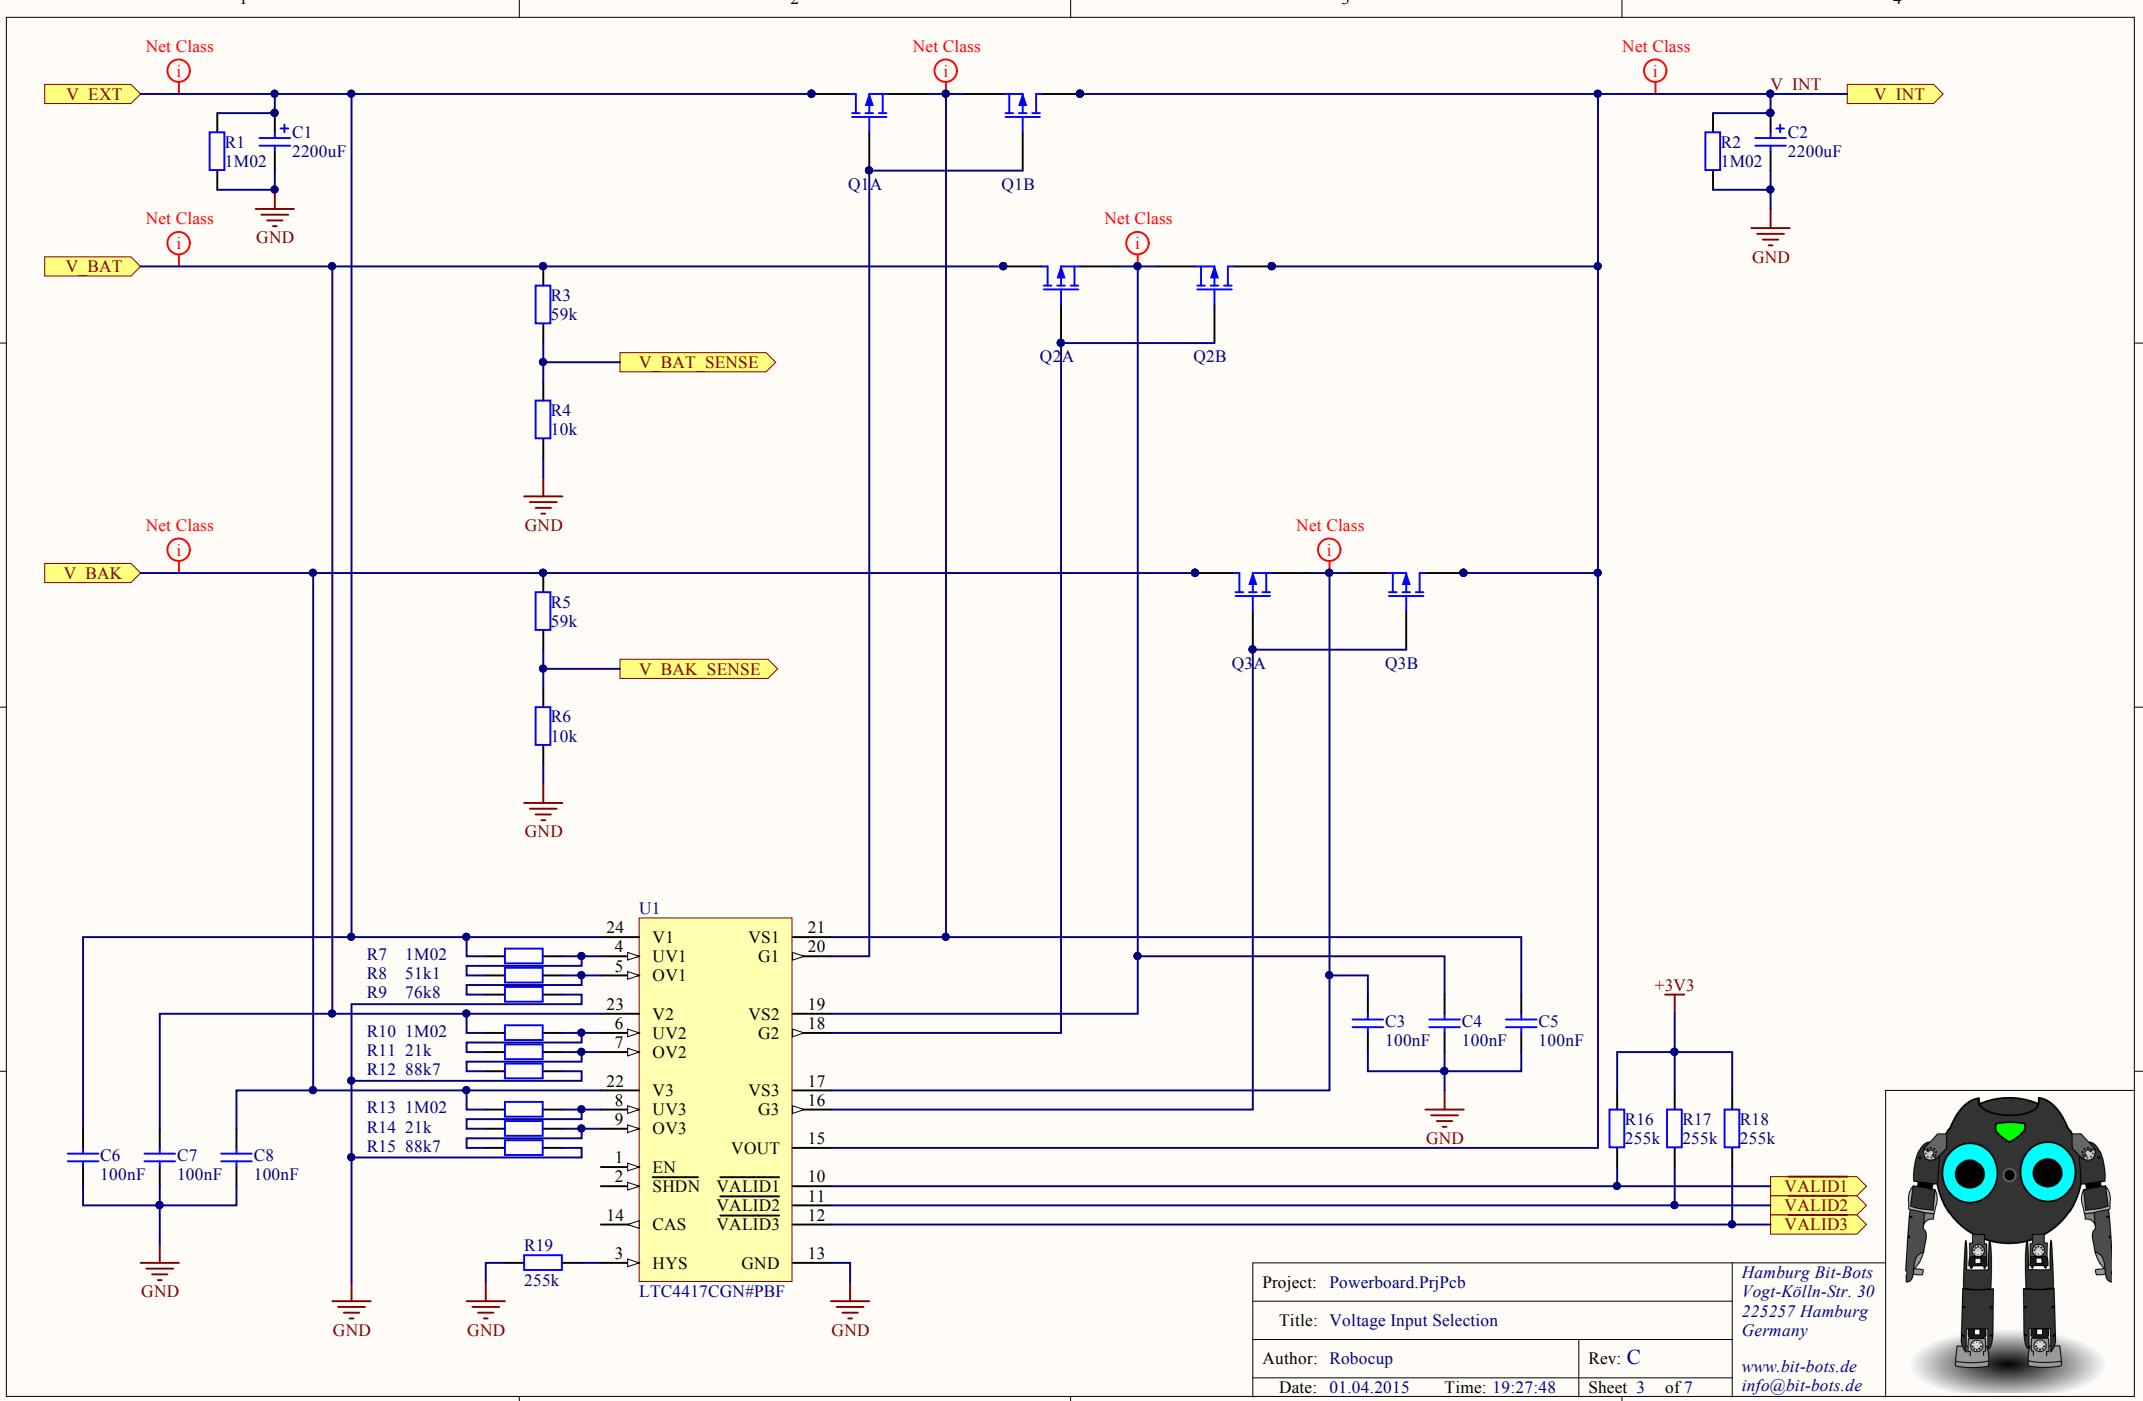 1 2 3 4
Net Class Net Class Net Class
i i i
V_EXT V_INT V_INT
R1 1M02
C1 2200uF
+
GND
Q1A Q1B
R2 1M02
C2 2200uF
+
GND
Net Class Net Class
i i
V_BAT
R3
59k
V_BAT_SENSE
R4
10k
GND
Q2A Q2B
Net Class Net Class
i i
V_BAK
R5
59k
V_BAK_SENSE
R6
10k
GND
Q3A Q3B
U1
24 V1 VS1 21
R7 1M02 4 UV1 G1 20
R8 51k1 5 OV1
R9 76k8
23 V2 VS2 19
R10 1M02 6 UV2 G2 18
R11 21k 7 OV2
R12 88k7
22 V3 VS3 17
R13 1M02 8 UV3 G3 16
R14 21k 9 OV3
R15 88k7 VOUT 15
1 EN
2 SHDN VALID1 10
VALID2 11
14 CAS VALID3 12
R19
255k
3 HYS GND 13
LTC4417CGN#PBF
C6 C7 C8
100nF 100nF 100nF
GND GND GND GND
C3 C4 C5
100nF 100nF 100nF
GND
+3V3
R16 R17 R18
255k 255k 255k
VALID1
VALID2
VALID3
Project: Powerboard.PrjPcb
Title: Voltage Input Selection
Author: Robocup Rev: C
Date: 01.04.2015 Time: 19:27:48 Sheet 3 of 7
Hamburg Bit-Bots
Vogt-Kölln-Str. 30
225257 Hamburg
Germany
www.bit-bots.de
info@bit-bots.de